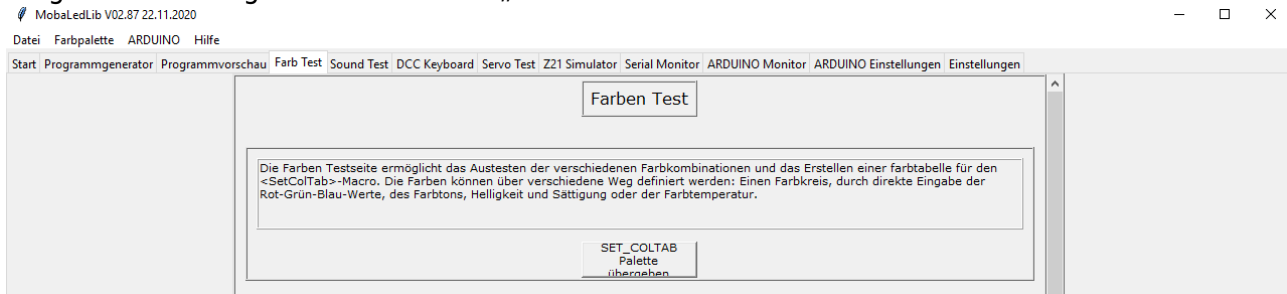 MobaLedLib V02.87 22.11.2020
Datei Farbpalette ARDUINO Hilfe
Start Programmgenerator Programmvorschau Farb Test Sound Test DCC Keyboard Servo Test Z21 Simulator Serial Monitor ARDUINO Monitor ARDUINO Einstellungen Einstellungen
Farben Test
Die Farben Testseite ermöglicht das Austesten der verschiedenen Farbkombinationen und das Erstellen einer farbtabelle für den
<SetColTab>-Macro. Die Farben können über verschiedene Weg definiert werden: Einen Farbkreis, durch direkte Eingabe der
Rot-Grün-Blau-Werte, des Farbtons, Helligkeit und Sättigung oder der Farbtemperatur.
SET_COLTAB
Palette
übergeben